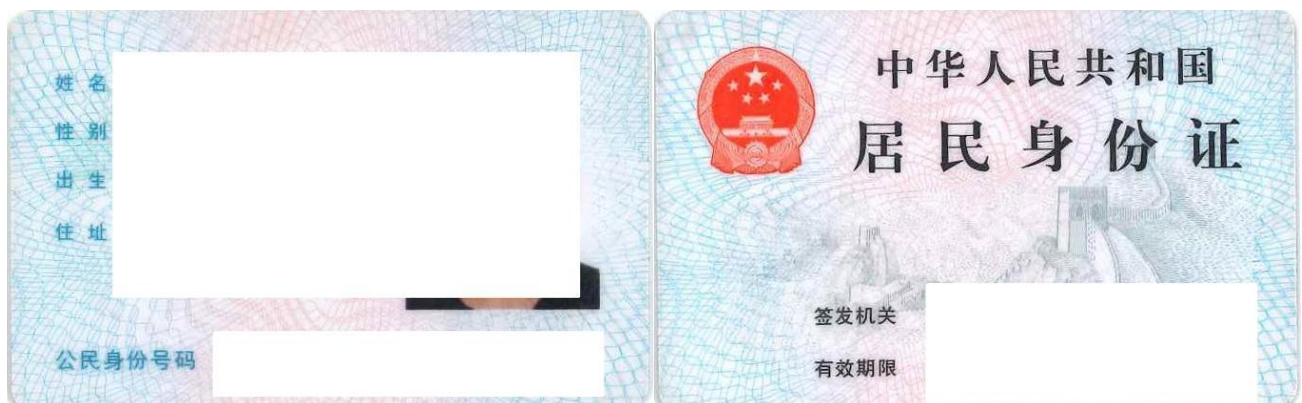 姓名
性别
出生
住址
公民身份号码
中华人民共和国
居民身份证
签发机关
有效期限